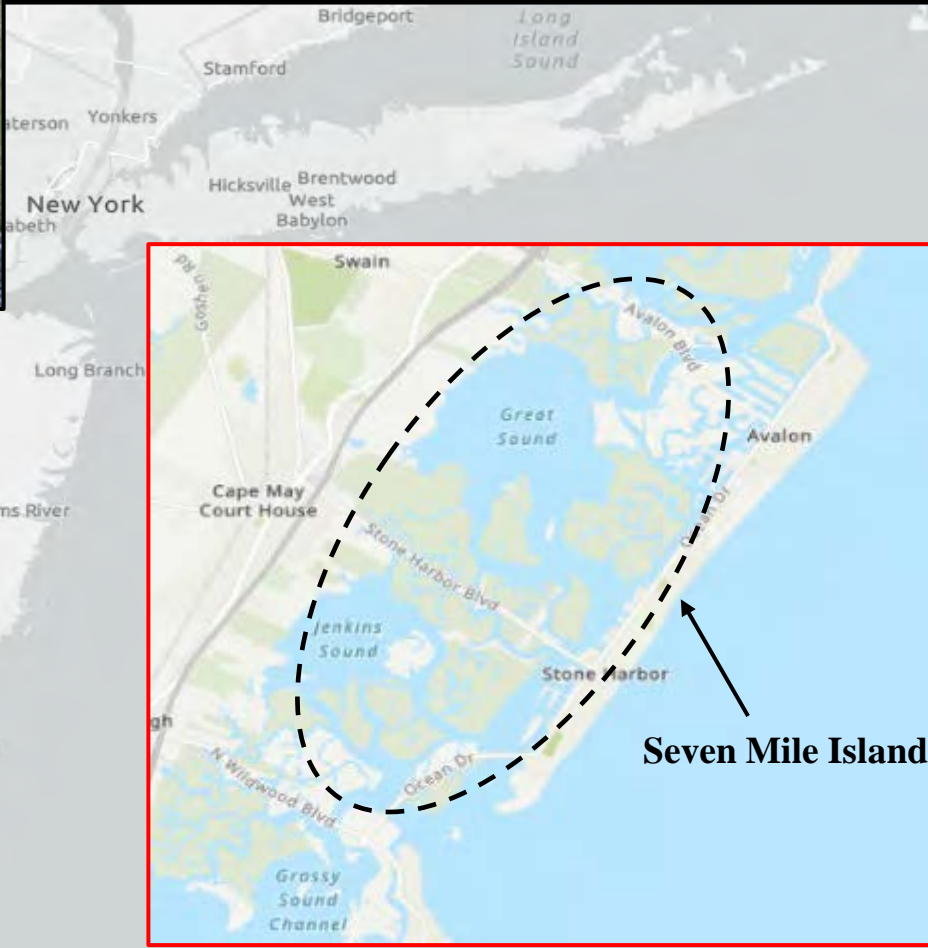 Bridgeport
Long
Island
Sound
Stamford
aterson
Yonkers
Hicksville
Brentwood
West
Babylon
New York
abeth
Long Branch
ms River
Swain
Goshen Rd
Avalon Blvd
Great
Sound
Avalon
Cape May
Court House
Ocean Dr
Stone Harbor Blvd
Jenkins
Sound
Stone Harbor
gh
Seven Mile Island
N Wildwood Blvd
Ocean Dr
Grassy
Sound
Channel